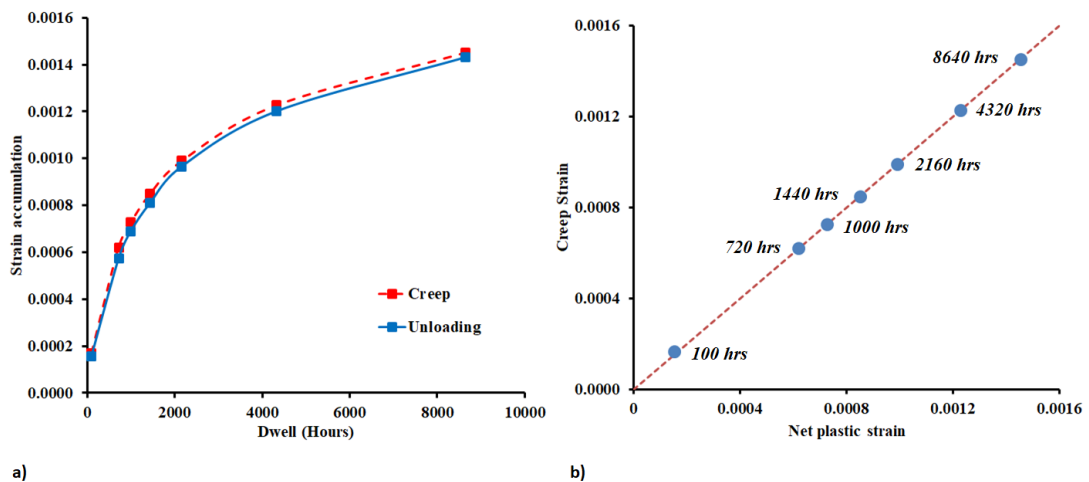 0.0016
0.0014
0.0012
0.0010
0.0008
0.0006
0.0004
0.0002
0.0000
Strain accumulation
Creep
Unloading
0
2000
4000
6000
8000
10000
Dwell (Hours)
a)
0.0016
0.0012
0.0008
0.0004
0.0000
Creep Strain
8640 hrs
4320 hrs
2160 hrs
1440 hrs
1000 hrs
720 hrs
100 hrs
0
0.0004
0.0008
0.0012
0.0016
Net plastic strain
b)